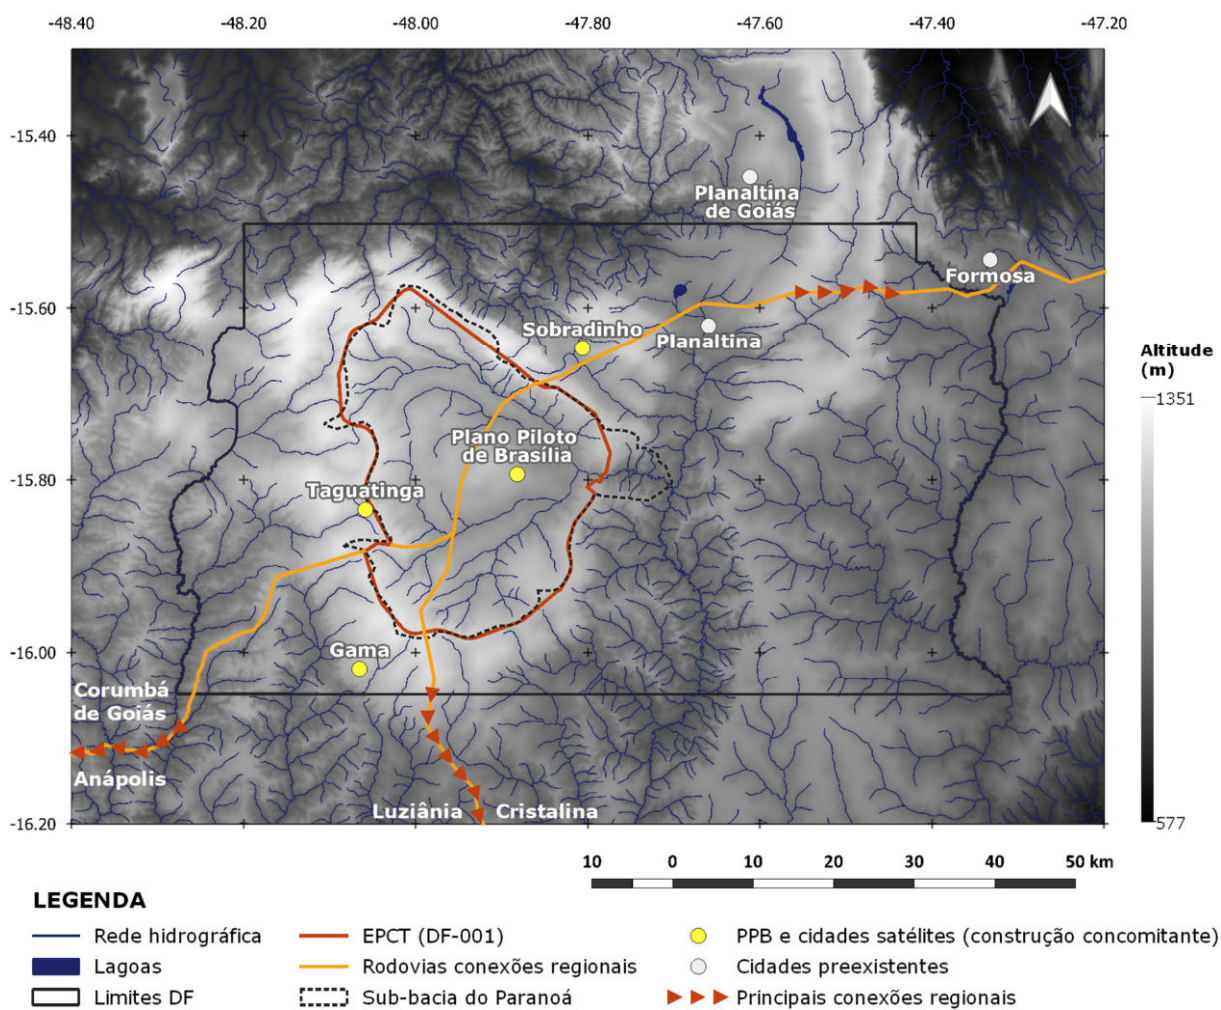 -48.40 -48.20 -48.00 -47.80 -47.60 -47.40 -47.20
-15.40
Planaltina
de Goiás
Formosa
-15.60
Sobradinho
Planaltina
Altitude
(m)
1351
Plano Piloto
de Brasília
-15.80
Taguatinga
-16.00
Gama
Corumbá
de Goiás
Anápolis
Luziânia Cristalina
-16.20
577
10 0 10 20 30 40 50 km
LEGENDA
Rede hidrográfica EPCT (DF-001) PPB e cidades satélites (construção concomitante)
Lagoas Rodovias conexões regionais Cidades preexistentes
Limites DF Sub-bacia do Paranoá Principais conexões regionais